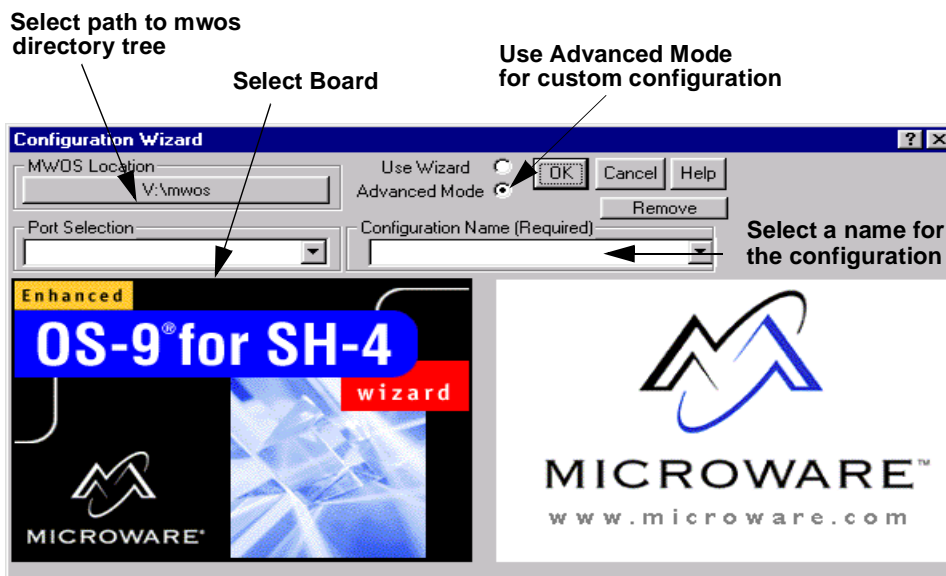 Select path to mwos
directory tree
Select Board
Use Advanced Mode
for custom configuration
Configuration Wizard
MWOS Location
V:\mwos
Use Wizard
Advanced Mode
OK
Cancel
Help
Remove
Port Selection
Configuration Name (Required)
Select a name for
the configuration
Enhanced
OS-9® for SH-4
wizard
MICROWARE®
MICROWARE™
www.microware.com